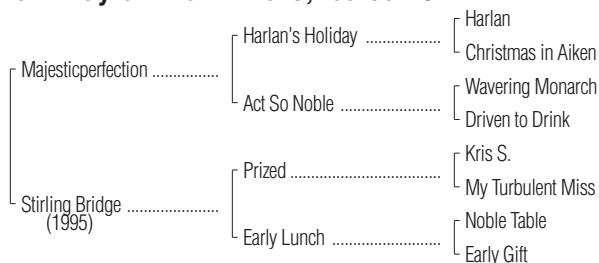 Harlan
Harlan's Holiday ..................
Christmas in Aiken
Majesticperfection ................
Wavering Monarch
Act So Noble ........................
Driven to Drink
Kris S.
Prized ....................................
My Turbulent Miss
Stirling Bridge ......................
(1995)
Noble Table
Early Lunch ..........................
Early Gift